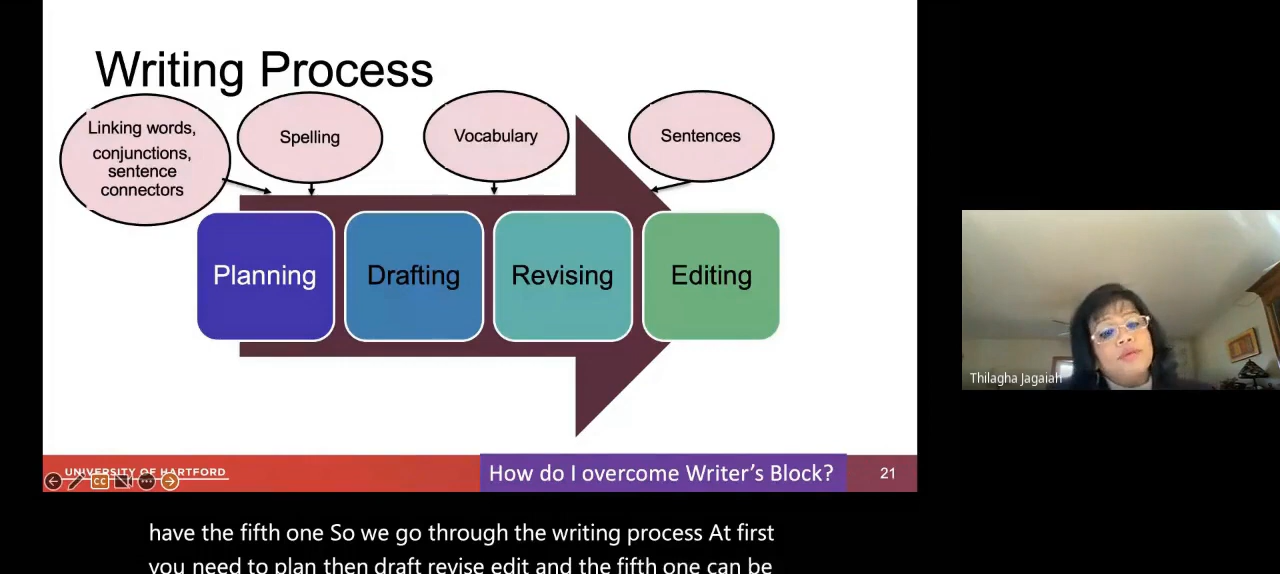 Writing Process
Linking words,
conjunctions,
sentence
connectors
Spelling
Vocabulary
Sentences
Planning
Drafting
Revising
Editing
UNIVERSITY OF HARTFORD
CC
How do I overcome Writer's Block?
21
Thilagha Jagaiah
have the fifth one So we go through the writing process At first
you need to plan then draft revise edit and the fifth one can be